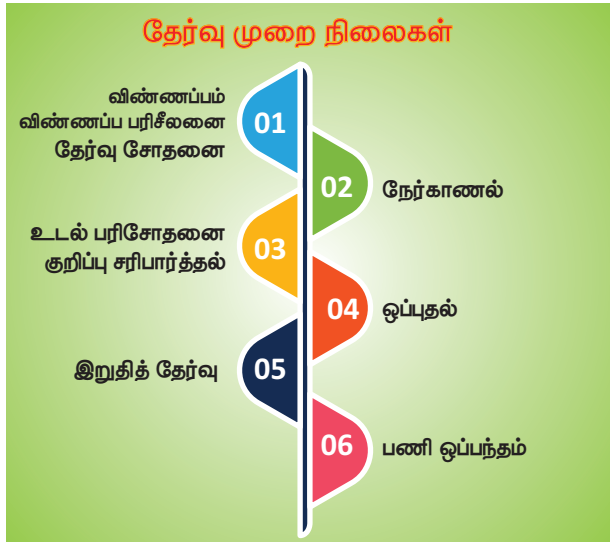 தேர்வு முறை நிலைகள்
விண்ணப்பம்
விண்ணப்ப பரிசீலனை
தேர்வு சோதனை
01
02
நேர்காணல்
உடல் பரிசோதனை
குறிப்பு சரிபார்த்தல்
03
04
ஒப்புதல்
இறுதித் தேர்வு
05
06
பணி ஒப்பந்தம்